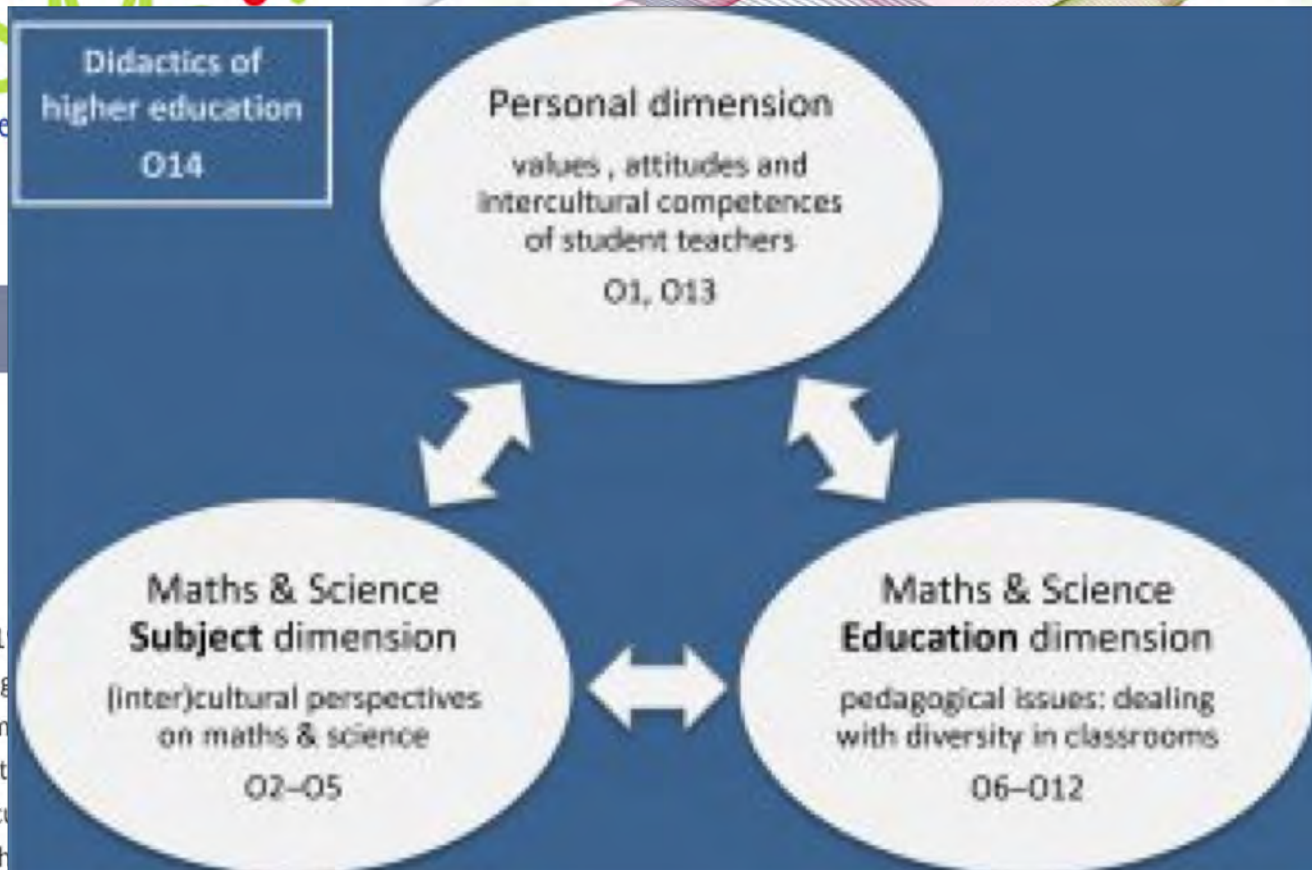 Didactics of
higher education
O14
Personal dimension
values , attitudes and
intercultural competences
of student teachers
O1, O13
Maths & Science
Subject dimension
(inter)cultural perspectives
on maths & science
O2–O5
Maths & Science
Education dimension
pedagogical issues: dealing
with diversity in classrooms
O6–O12